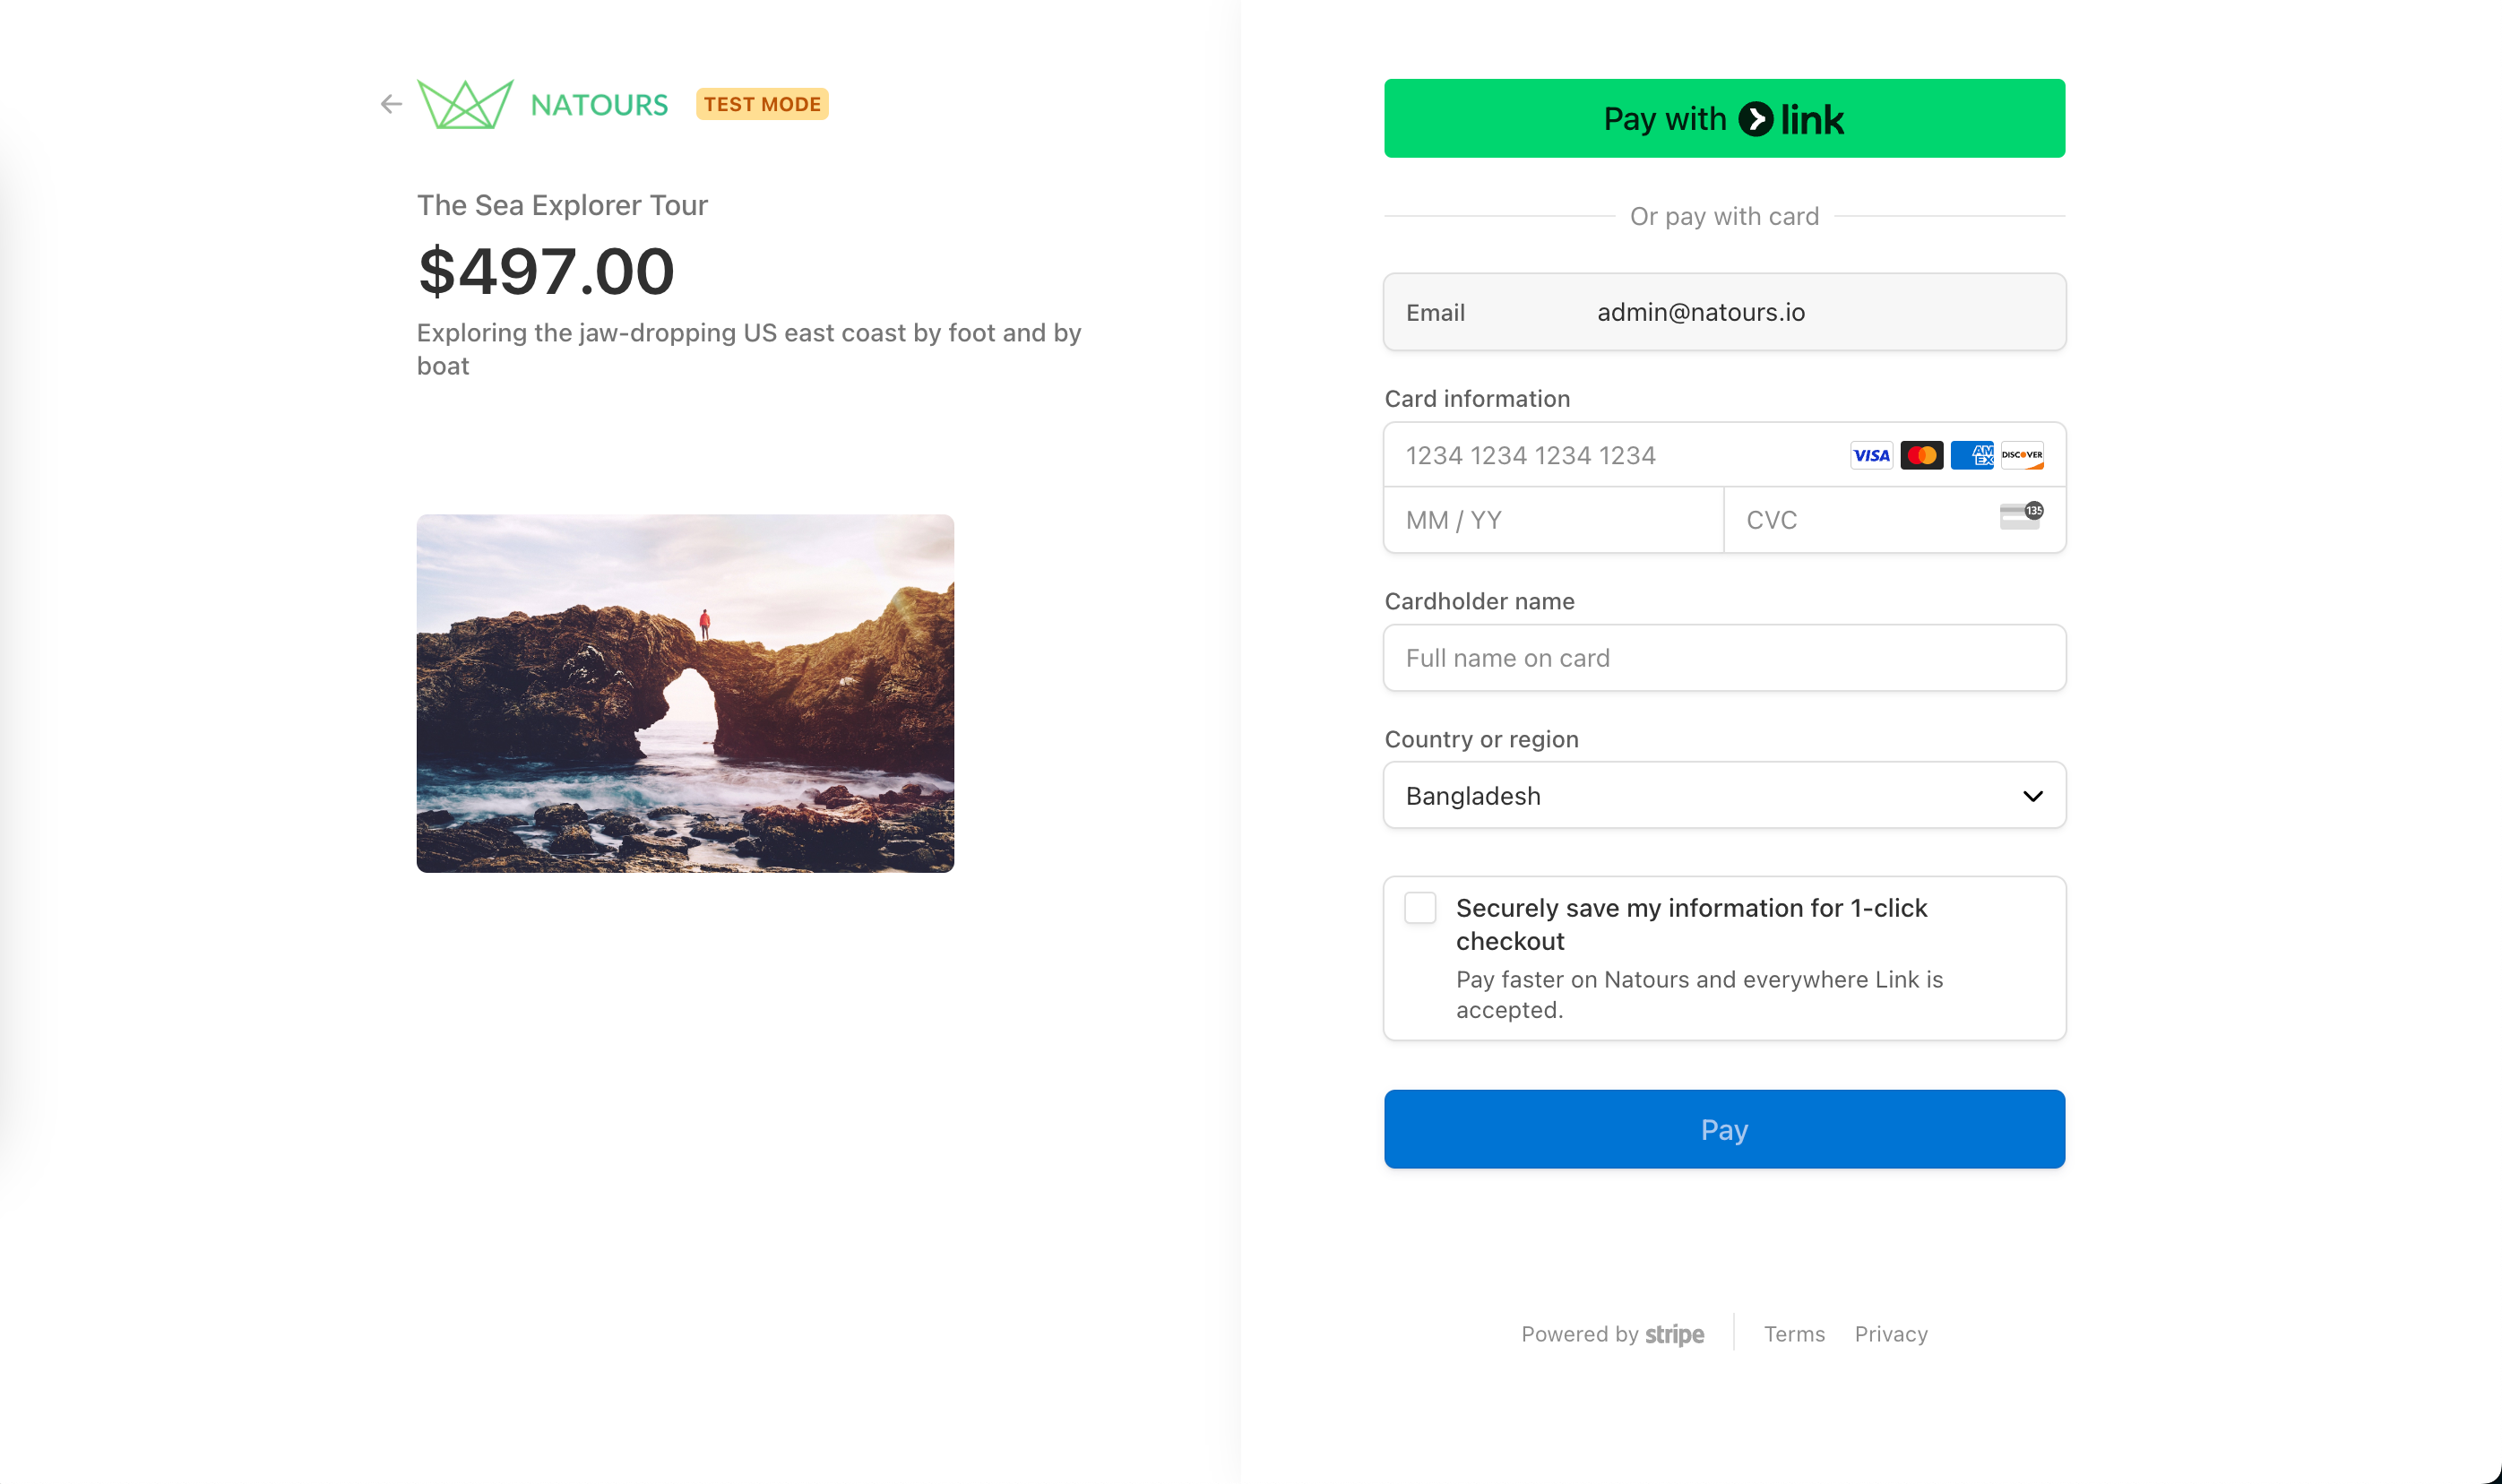 NATOURS
TEST MODE
The Sea Explorer Tour
$497.00
Exploring the jaw-dropping US east coast by foot and by
boat
Pay with link
Or pay with card
Email admin@natours.io
Card information
1234 1234 1234 1234 VISA AMEX DISCOVER
MM / YY CVC 135
Cardholder name
Full name on card
Country or region
Bangladesh
Securely save my information for 1-click
checkout
Pay faster on Natours and everywhere Link is
accepted.
Pay
Powered by stripe Terms Privacy